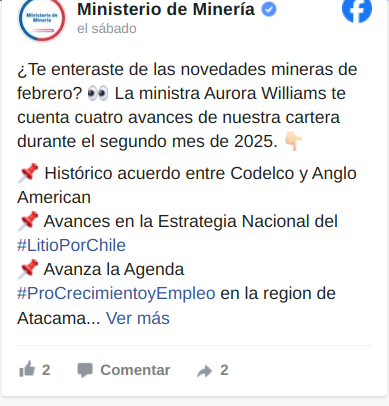 Ministerio de
Minería
Ministerio de Minería
el sábado
¿Te enteraste de las novedades mineras de
febrero? 👀 La ministra Aurora Williams te
cuenta cuatro avances de nuestra cartera
durante el segundo mes de 2025. 👇🏻
📌 Histórico acuerdo entre Codelco y Anglo
American
📌 Avances en la Estrategia Nacional del
#LitioPorChile
📌 Avanza la Agenda
#ProCrecimientoyEmpleo en la region de
Atacama... Ver más
2 Comentar 2